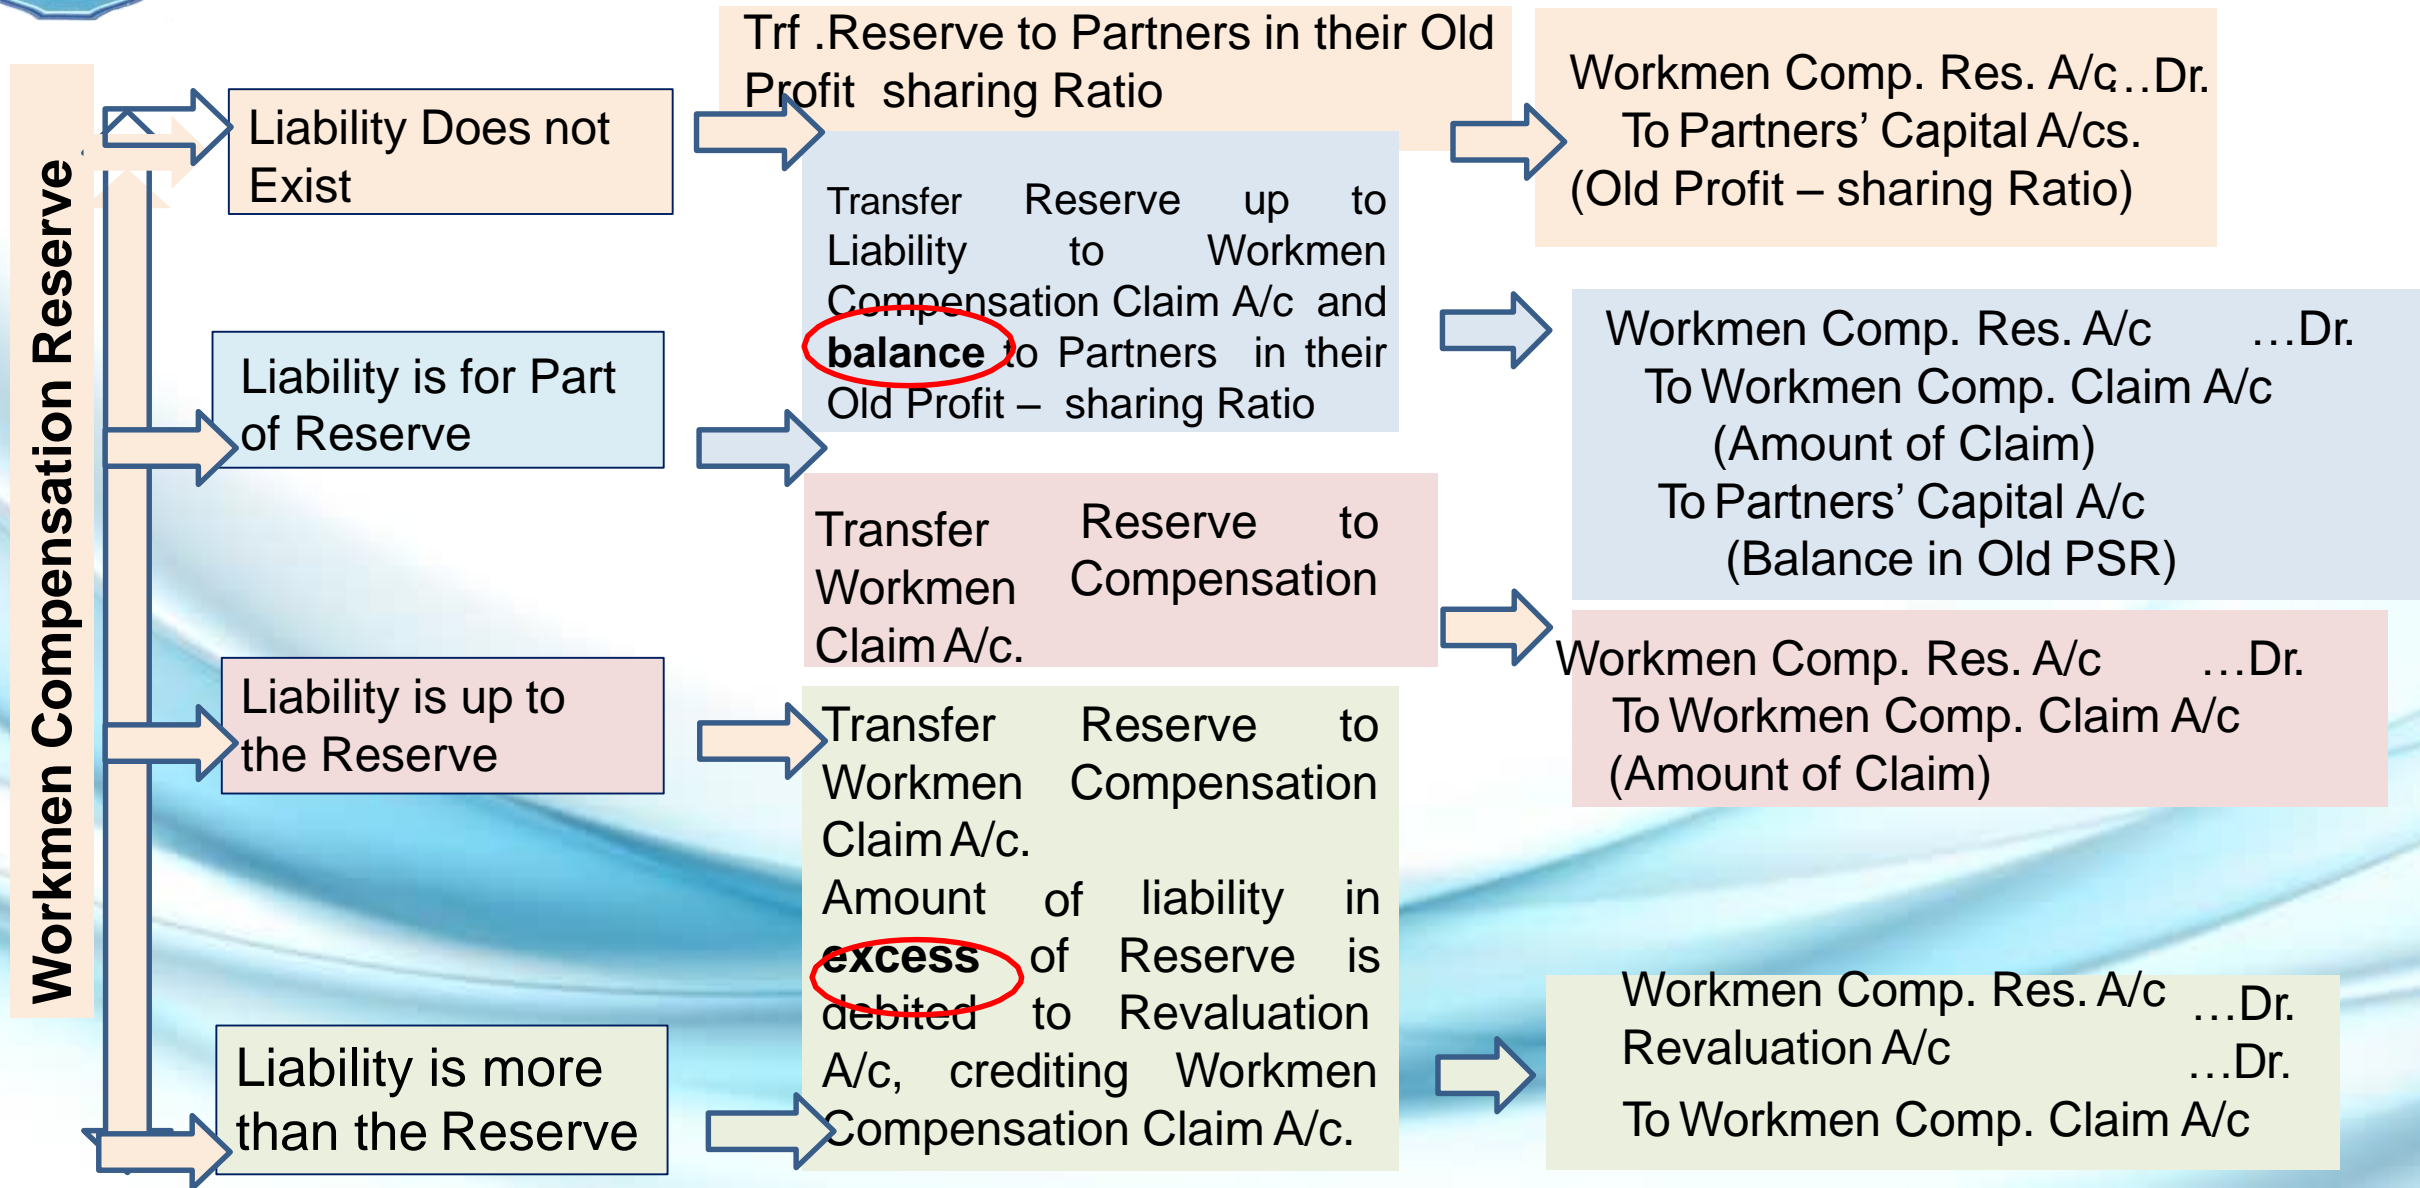 Workmen Compensation Reserve
Liability Does not
Exist
Trf .Reserve to Partners in their Old
Profit sharing Ratio
Workmen Comp. Res. A/c …Dr.
To Partners’ Capital A/cs.
(Old Profit – sharing Ratio)
Liability is for Part
of Reserve
Transfer Reserve up to
Liability to Workmen
Compensation Claim A/c and
balance to Partners in their
Old Profit – sharing Ratio
Workmen Comp. Res. A/c …Dr.
To Workmen Comp. Claim A/c
(Amount of Claim)
To Partners’ Capital A/c
(Balance in Old PSR)
Liability is up to
the Reserve
Transfer Reserve to
Workmen Compensation
Claim A/c.
Workmen Comp. Res. A/c …Dr.
To Workmen Comp. Claim A/c
(Amount of Claim)
Liability is more
than the Reserve
Transfer Reserve to
Workmen Compensation
Claim A/c.
Amount of liability in
excess of Reserve is
debited to Revaluation
A/c, crediting Workmen
Compensation Claim A/c.
Workmen Comp. Res. A/c …Dr.
Revaluation A/c …Dr.
To Workmen Comp. Claim A/c